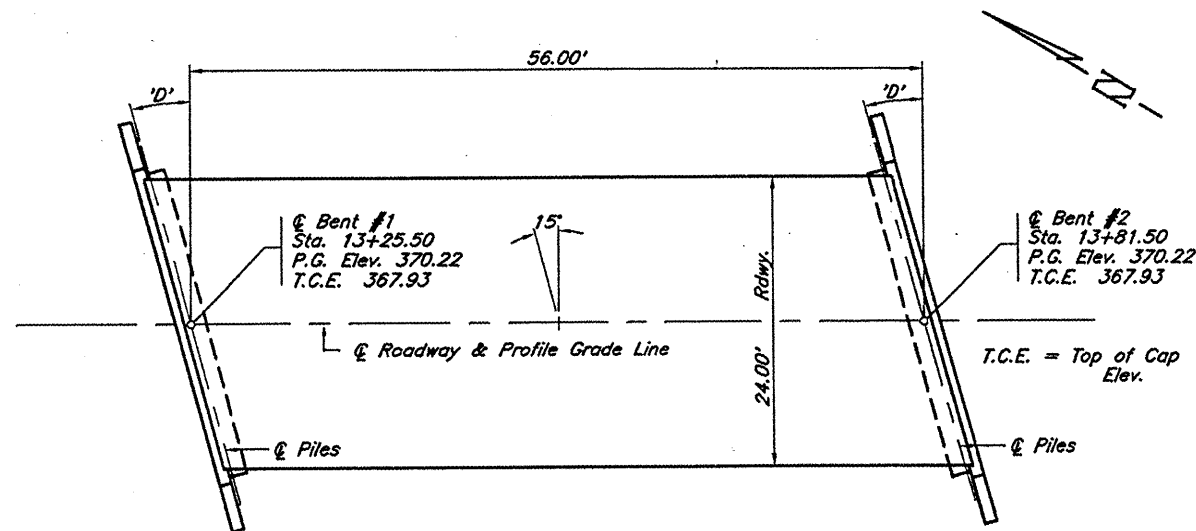 56.00'
'D'
'D'
N
℄ Bent #1
Sta. 13+25.50
P.G. Elev. 370.22
T.C.E. 367.93
15°
Rdwy.
24.00'
℄ Bent #2
Sta. 13+81.50
P.G. Elev. 370.22
T.C.E. 367.93
℄ Roadway & Profile Grade Line
T.C.E. = Top of Cap
Elev.
℄ Piles
℄ Piles